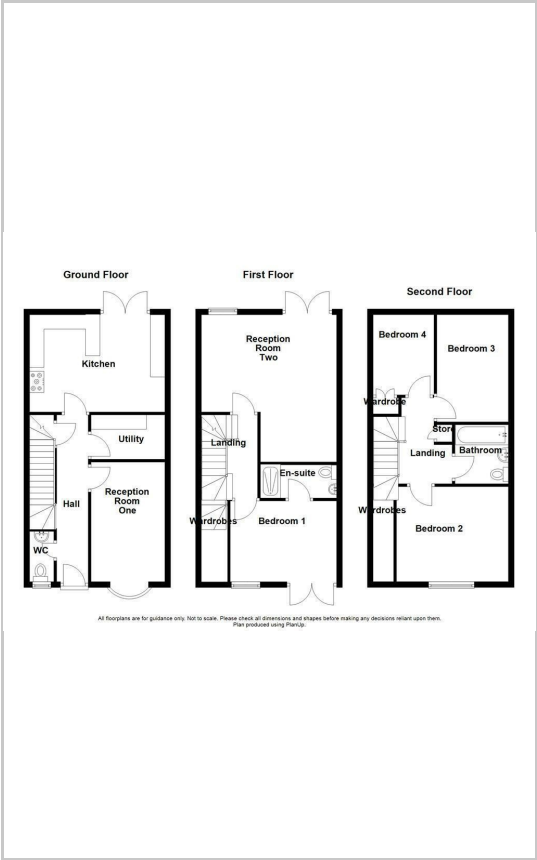 Ground Floor
Kitchen
Utility
Hall
Reception
Room
One
WC
First Floor
Reception
Room
Two
Landing
En-suite
Wardrobes
Bedroom 1
Second Floor
Bedroom 4
Bedroom 3
Wardrobe
Store
Landing
Bathroom
Wardrobes
Bedroom 2
All floorplans are for guidance only. Not to scale. Please check all dimensions and shapes before making any decisions reliant upon them.
Plan produced using PlanUp.